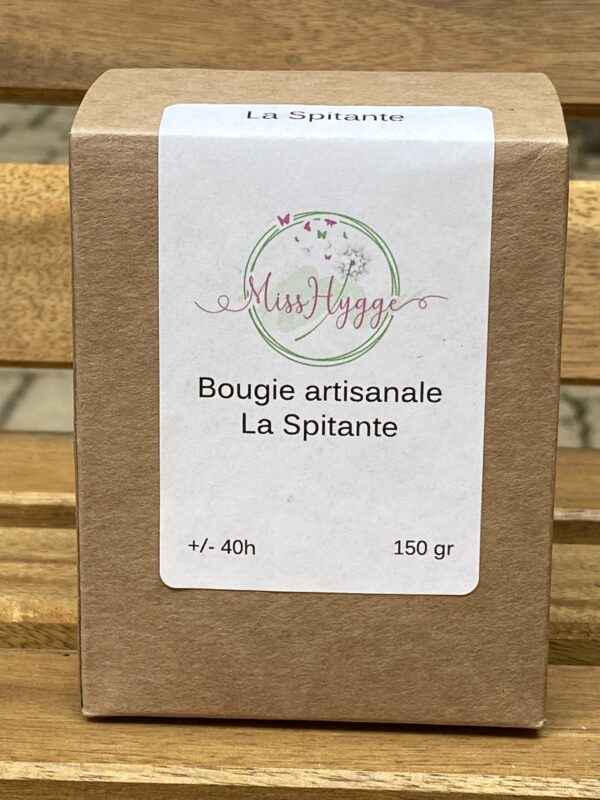 La Spitante
MissHygge
Bougie artisanale
La Spitante
+/- 40h 150 gr